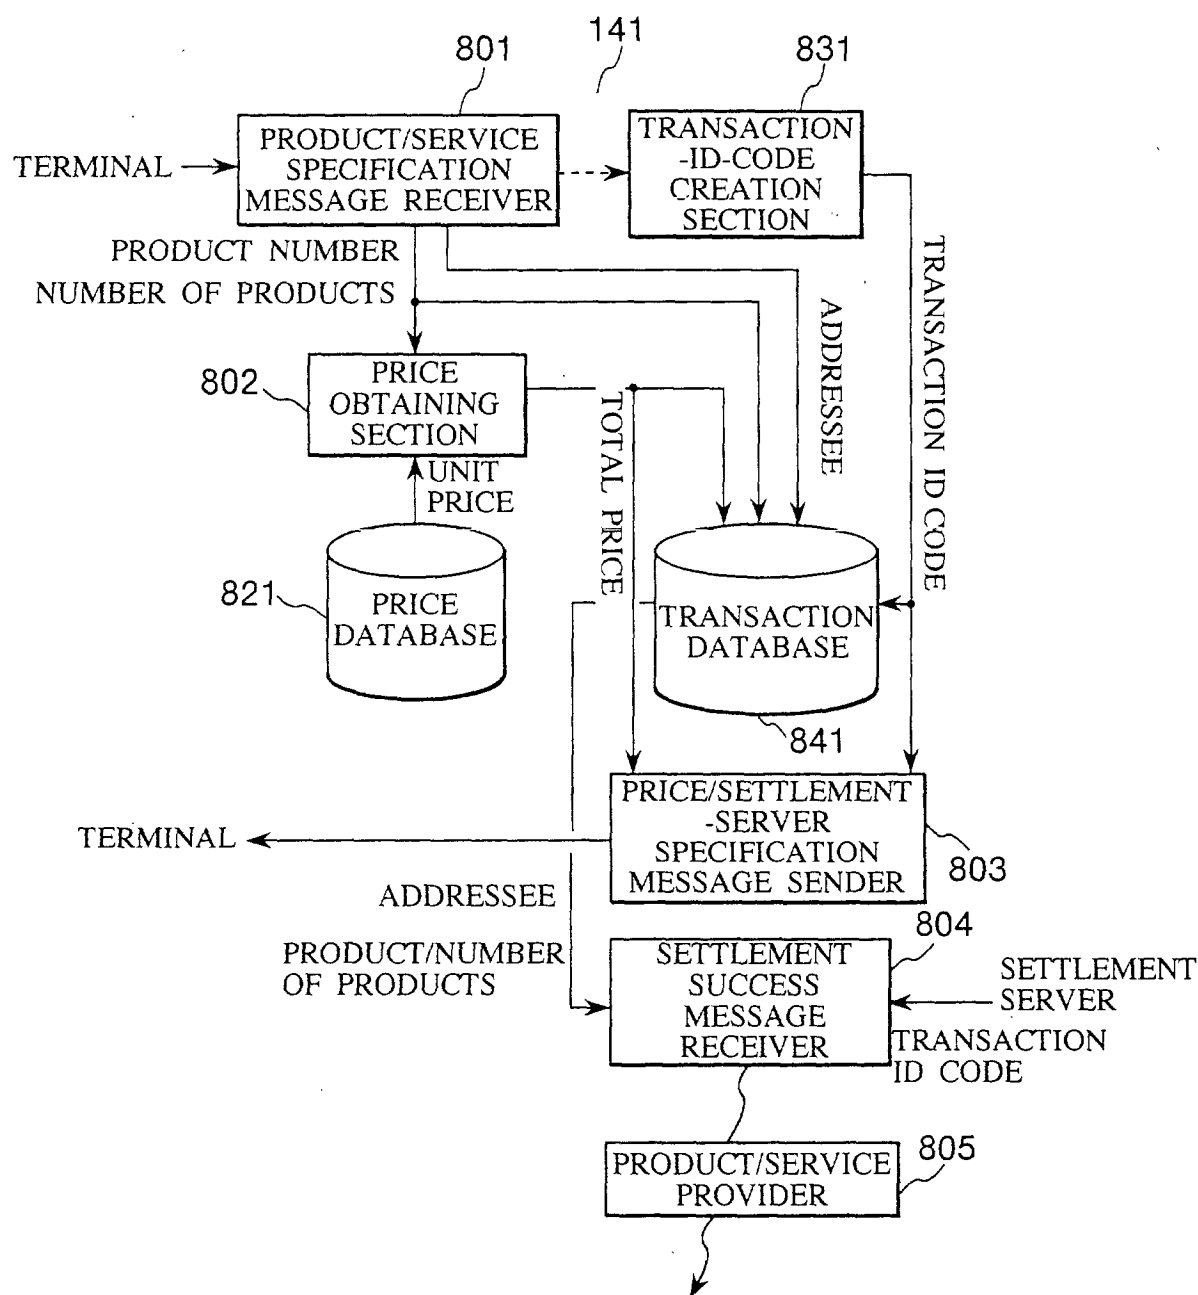 141
801
831
PRODUCT/SERVICE
SPECIFICATION
MESSAGE RECEIVER
TRANSACTION
-ID-CODE
CREATION
SECTION
TERMINAL
PRODUCT NUMBER
NUMBER OF PRODUCTS
ADDRESSEE
TRANSACTION ID CODE
802
PRICE
OBTAINING
SECTION
TOTAL PRICE
UNIT
PRICE
821
PRICE
DATABASE
TRANSACTION
DATABASE
841
PRICE/SETTLEMENT
-SERVER
SPECIFICATION
MESSAGE SENDER
TERMINAL
803
ADDRESSEE
804
PRODUCT/NUMBER
OF PRODUCTS
SETTLEMENT
SUCCESS
MESSAGE
RECEIVER
SETTLEMENT
SERVER
TRANSACTION
ID CODE
805
PRODUCT/SERVICE
PROVIDER